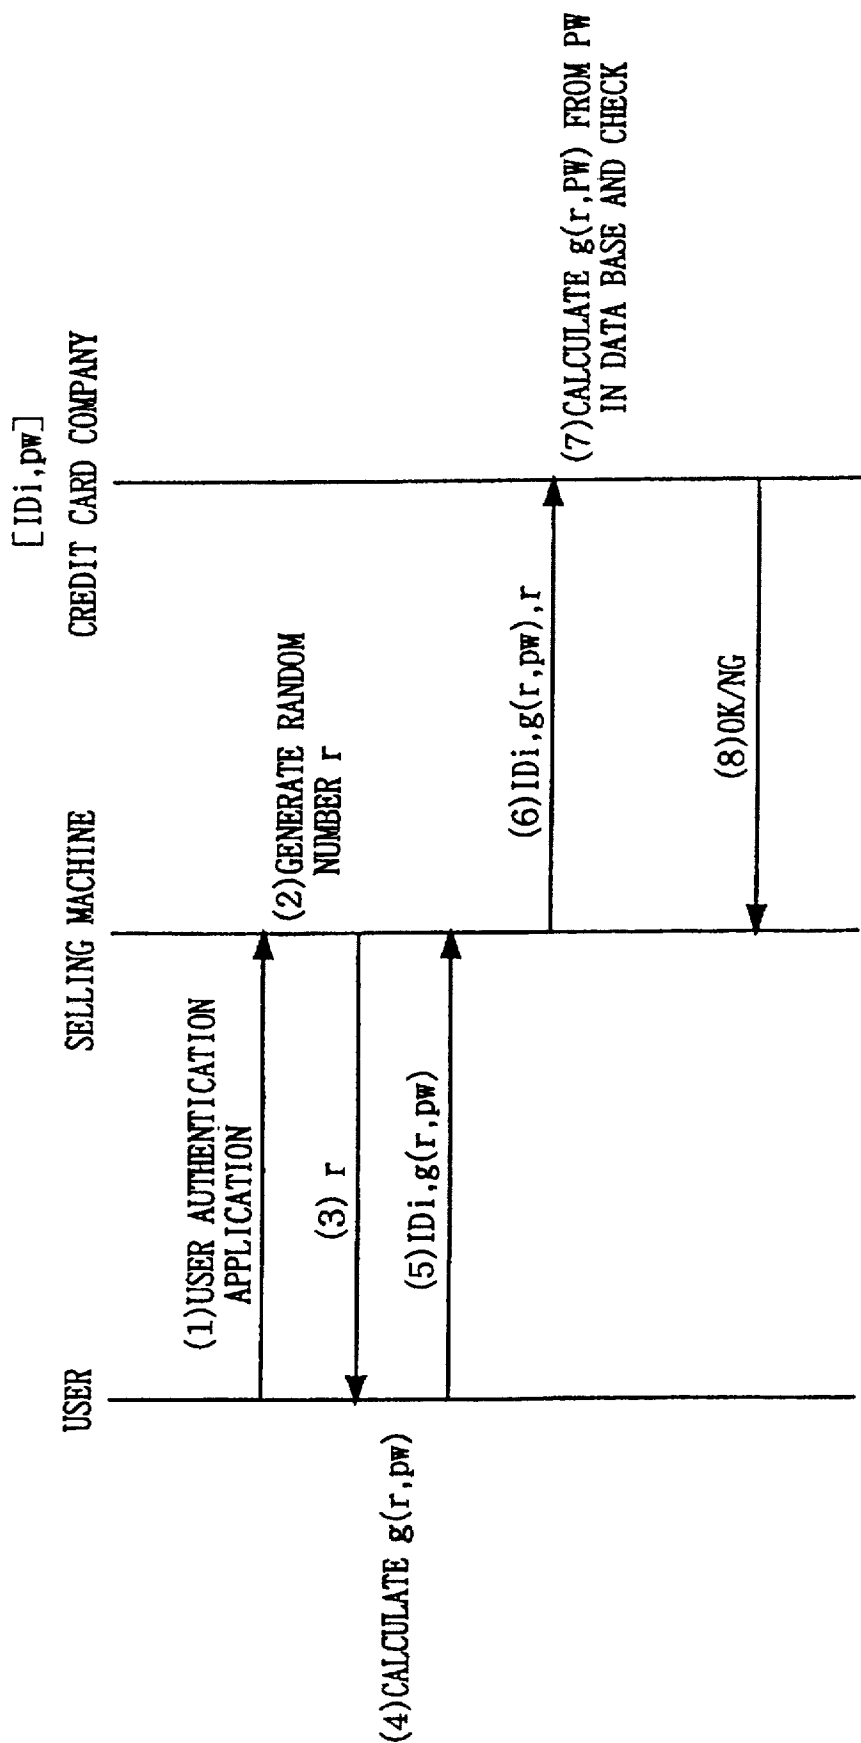 [IDi,pw]
USER
SELLING MACHINE
CREDIT CARD COMPANY
(1)USER AUTHENTICATION
APPLICATION
(2)GENERATE RANDOM
NUMBER r
(3) r
(4)CALCULATE g(r,pw)
(5)IDi,g(r,pw)
(6)IDi,g(r,pw),r
(7)CALCULATE g(r,PW) FROM PW
IN DATA BASE AND CHECK
(8)OK/NG